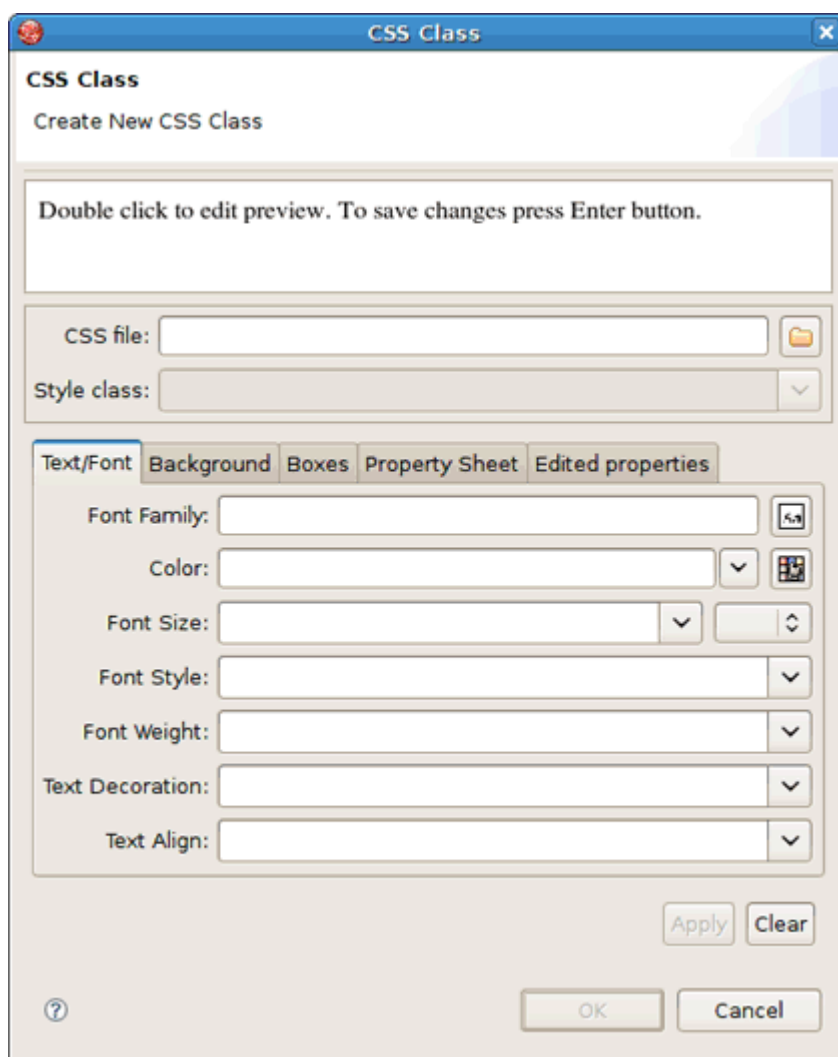 CSS Class
CSS Class
Create New CSS Class
Double click to edit preview. To save changes press Enter button.
CSS file:
Style class:
Text/Font Background Boxes Property Sheet Edited properties
Font Family:
Color:
Font Size:
Font Style:
Font Weight:
Text Decoration:
Text Align:
Apply Clear
OK Cancel